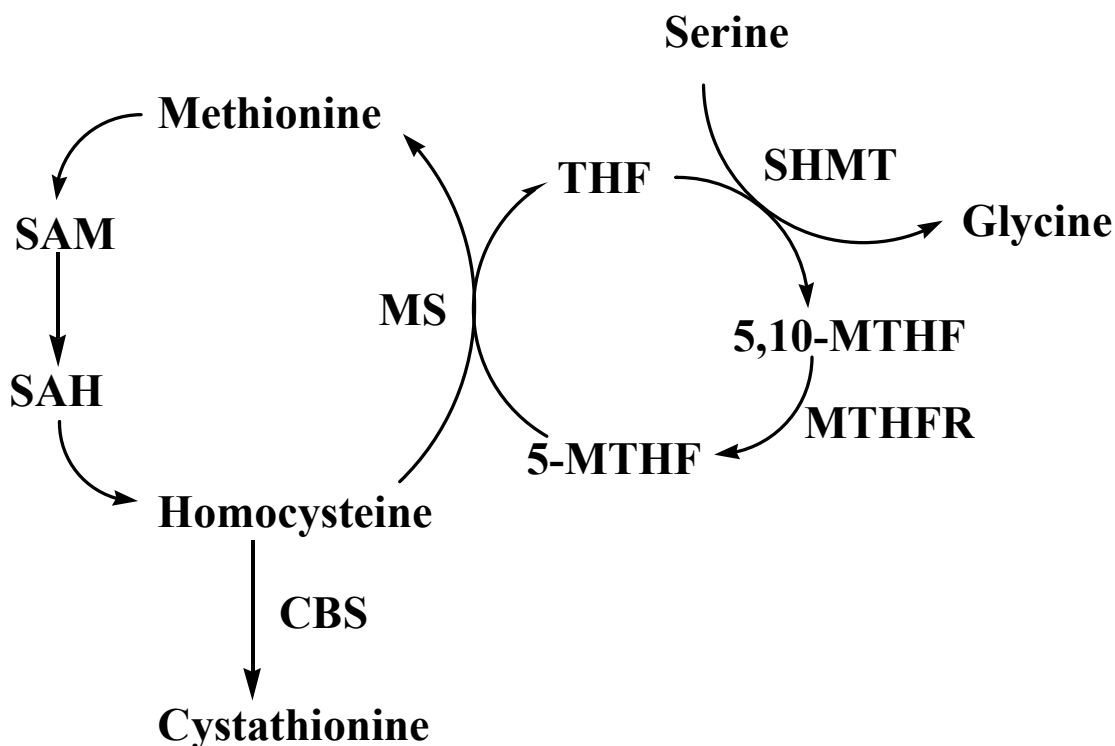 Serine
Methionine
THF
SHMT
SAM
Glycine
MS
5,10-MTHF
SAH
MTHFR
5-MTHF
Homocysteine
CBS
Cystathionine